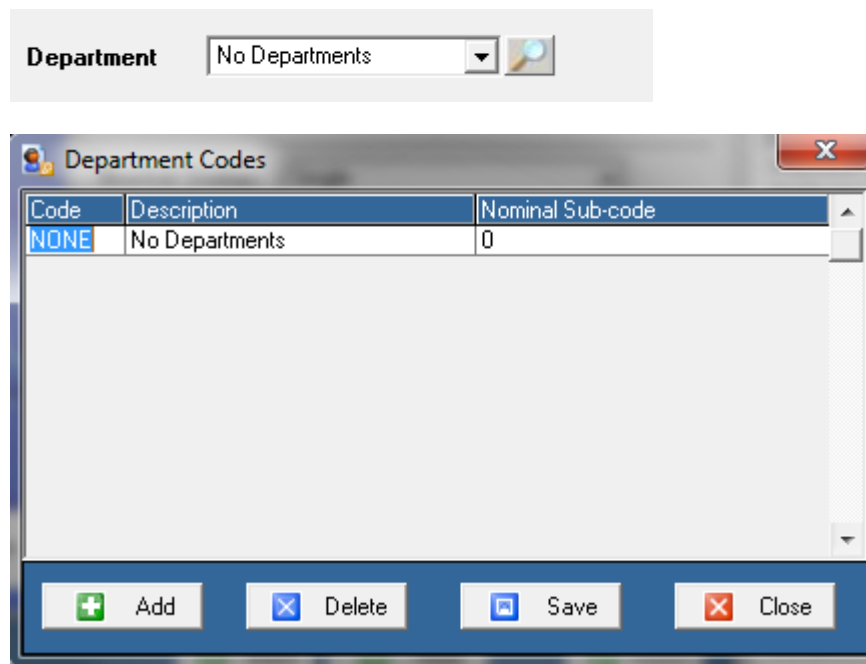 Department No Departments
Department Codes
Code Description Nominal Sub-code
NONE No Departments 0
Add Delete Save Close